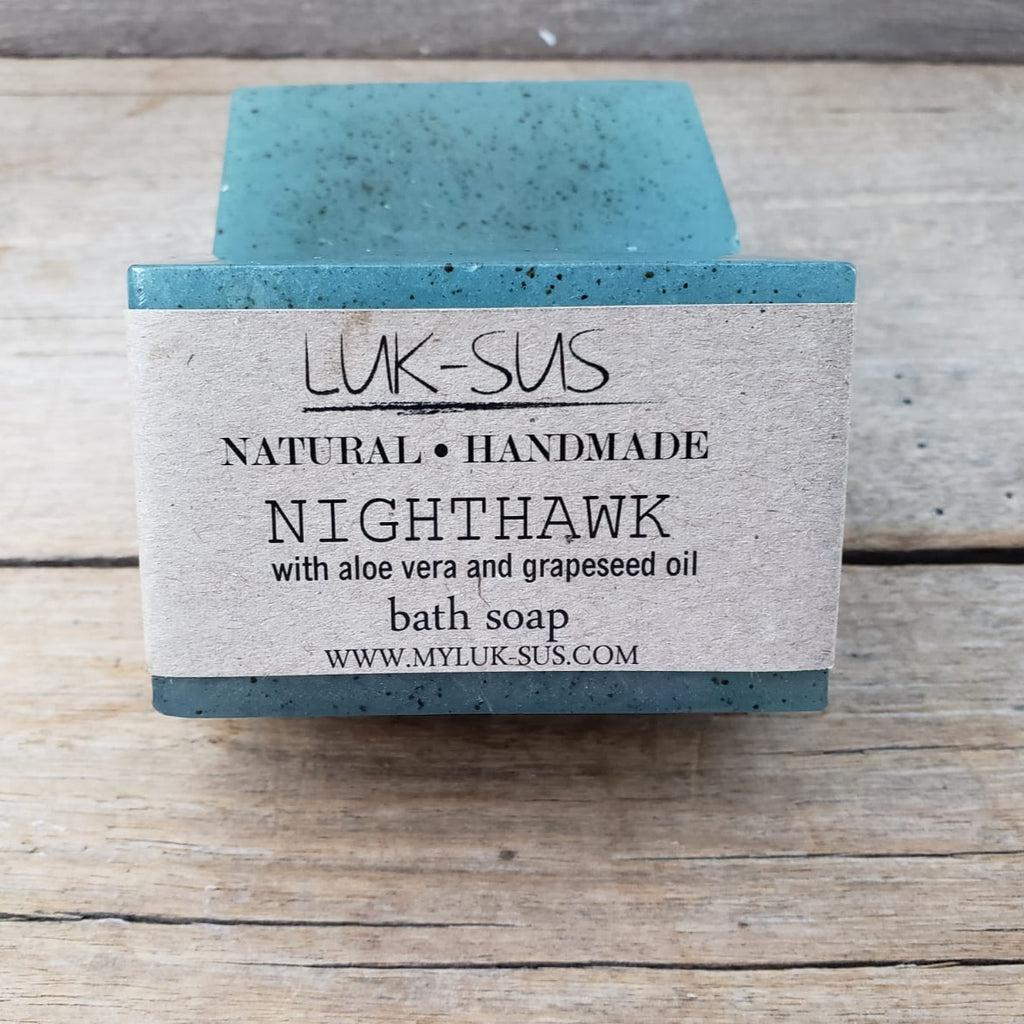 LUK-SUS
NATURAL • HANDMADE
NIGHTHAWK
with aloe vera and grapeseed oil
bath soap
WWW.MYLUK-SUS.COM